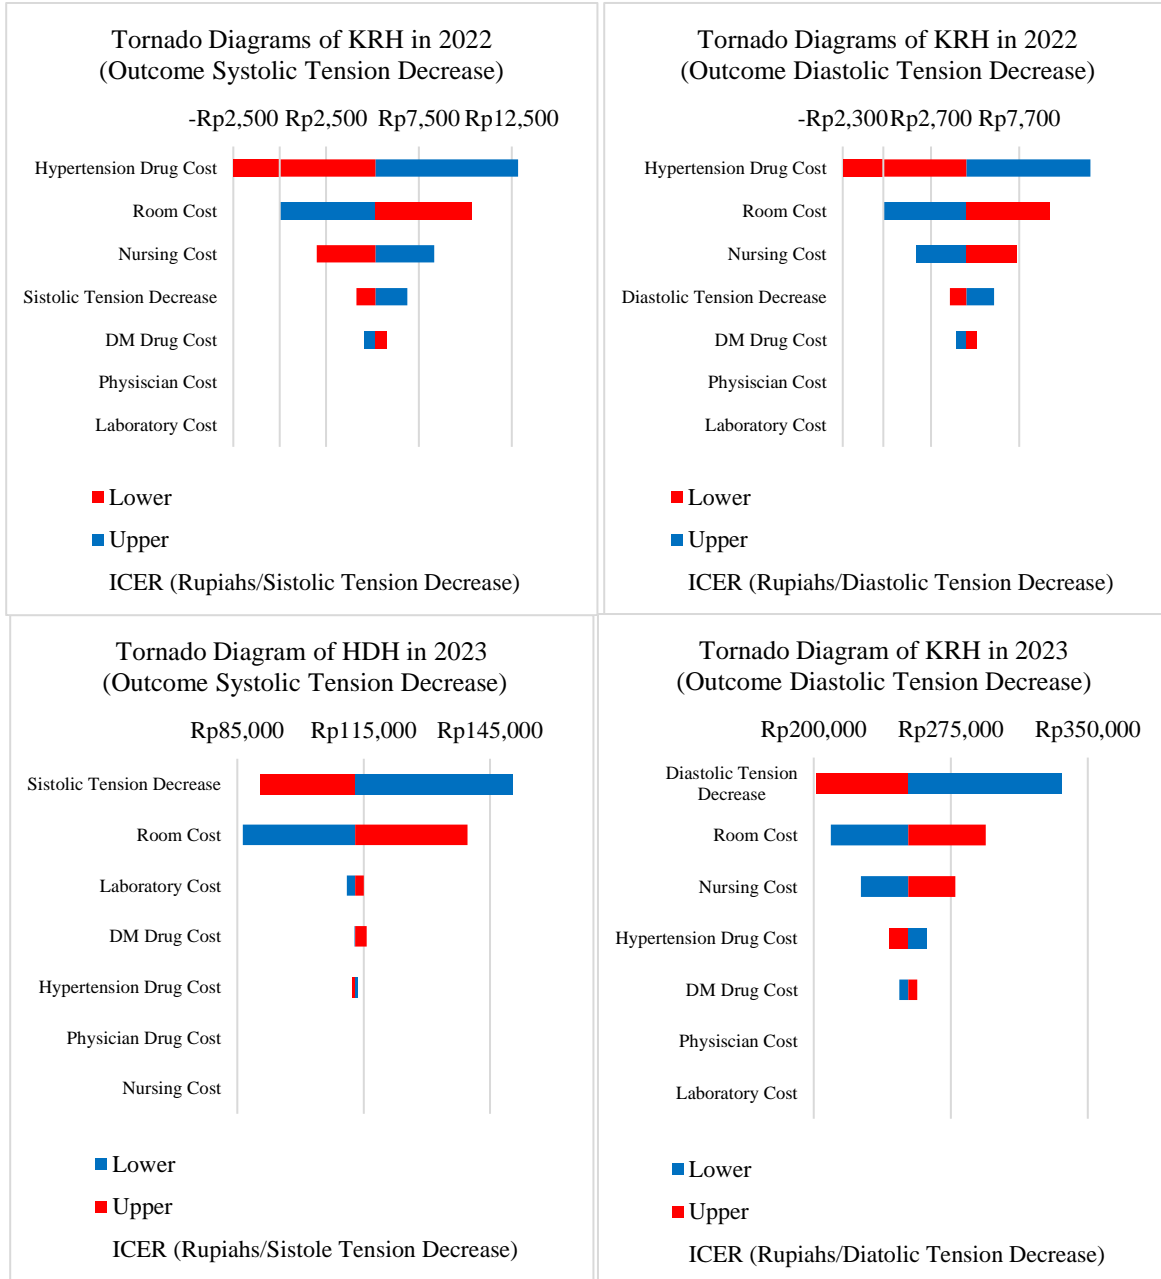 Tornado Diagrams of KRH in 2022
(Outcome Systolic Tension Decrease)
-Rp2,500 Rp2,500 Rp7,500 Rp12,500
Hypertension Drug Cost
Room Cost
Nursing Cost
Sistolic Tension Decrease
DM Drug Cost
Physiscian Cost
Laboratory Cost
Lower
Upper
ICER (Rupiahs/Sistolic Tension Decrease)
Tornado Diagrams of KRH in 2022
(Outcome Diastolic Tension Decrease)
-Rp2,300 Rp2,700 Rp7,700
Hypertension Drug Cost
Room Cost
Nursing Cost
Diastolic Tension Decrease
DM Drug Cost
Physiscian Cost
Laboratory Cost
Lower
Upper
ICER (Rupiahs/Diastolic Tension Decrease)
Tornado Diagram of HDH in 2023
(Outcome Systolic Tension Decrease)
Rp85,000 Rp115,000 Rp145,000
Sistolic Tension Decrease
Room Cost
Laboratory Cost
DM Drug Cost
Hypertension Drug Cost
Physician Drug Cost
Nursing Cost
Lower
Upper
ICER (Rupiahs/Sistole Tension Decrease)
Tornado Diagram of KRH in 2023
(Outcome Diastolic Tension Decrease)
Rp200,000 Rp275,000 Rp350,000
Diastolic Tension
Decrease
Room Cost
Nursing Cost
Hypertension Drug Cost
DM Drug Cost
Physiscian Cost
Laboratory Cost
Lower
Upper
ICER (Rupiahs/Diatolic Tension Decrease)